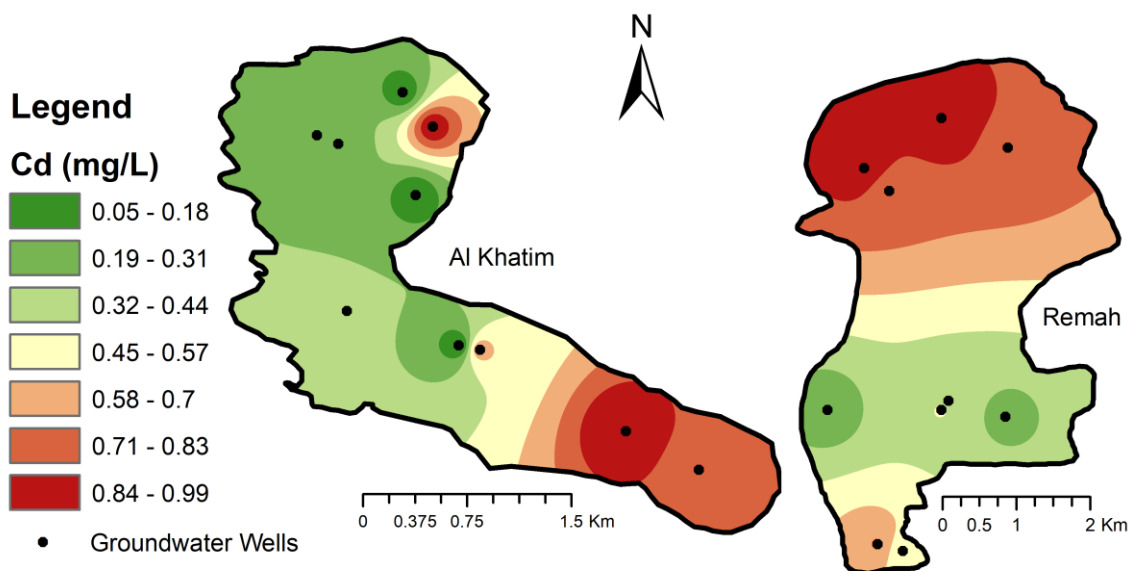 Legend
Cd (mg/L)
0.05 - 0.18
0.19 - 0.31
0.32 - 0.44
0.45 - 0.57
0.58 - 0.7
0.71 - 0.83
0.84 - 0.99
Groundwater Wells
N
Al Khatim
Remah
0 0.375 0.75 1.5 Km
0 0.5 1 2 Km